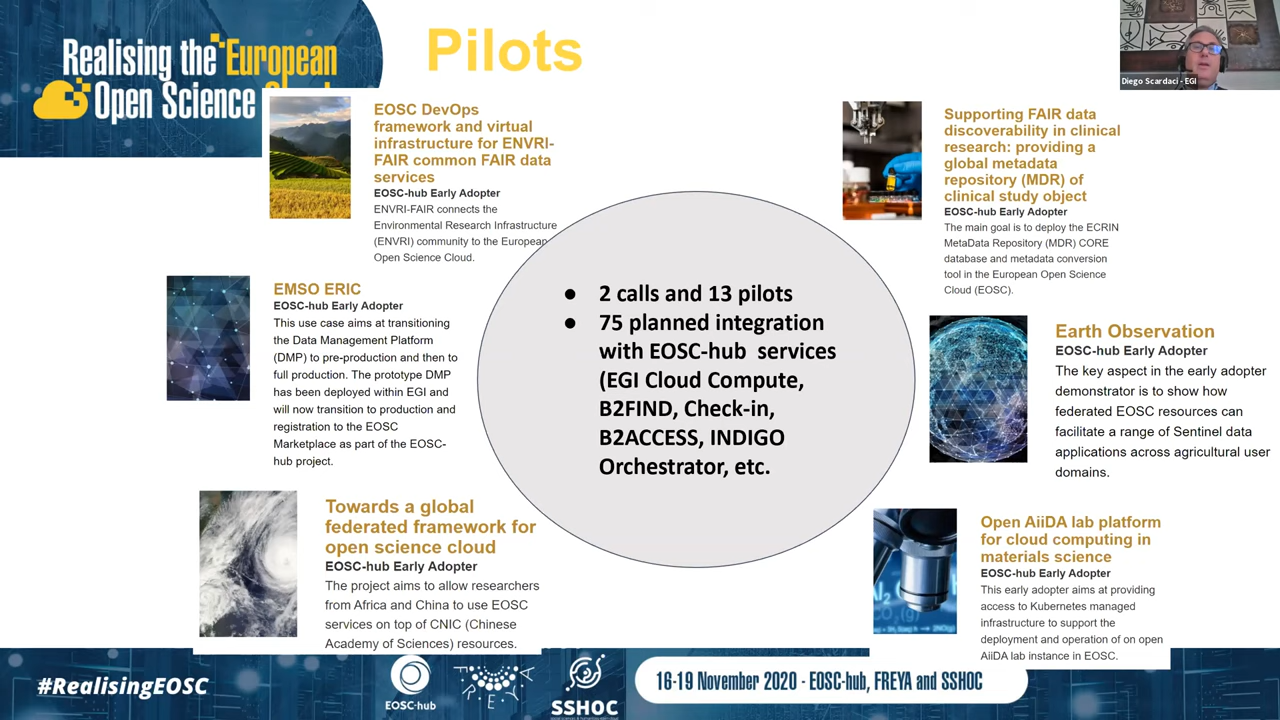 Realising the European
Open Science
Pilots
Diego Scardaci - EGI
EOSC DevOps
framework and virtual
infrastructure for ENVRI-
FAIR common FAIR data
services
EOSC-hub Early Adopter
ENVRI-FAIR connects the
Environmental Research Infrastructure
(ENVRI) community to the European
Open Science Cloud.
EMSO ERIC
EOSC-hub Early Adopter
This use case aims at transitioning
the Data Management Platform
(DMP) to pre-production and then to
full production. The prototype DMP
has been deployed within EGI and
will now transition to production and
registration to the EOSC
Marketplace as part of the EOSC-
hub project.
Towards a global
federated framework for
open science cloud
EOSC-hub Early Adopter
The project aims to allow researchers
from Africa and China to use EOSC
services on top of CNIC (Chinese
Academy of Sciences) resources.
● 2 calls and 13 pilots
● 75 planned integration
with EOSC-hub services
(EGI Cloud Compute,
B2FIND, Check-in,
B2ACCESS, INDIGO
Orchestrator, etc.
Supporting FAIR data
discoverability in clinical
research: providing a
global metadata
repository (MDR) of
clinical study object
EOSC-hub Early Adopter
The main goal is to deploy the ECRIN
MetaData Repository (MDR) CORE
database and metadata conversion
tool in the European Open Science
Cloud (EOSC).
Earth Observation
EOSC-hub Early Adopter
The key aspect in the early adopter
demonstrator is to show how
federated EOSC resources can
facilitate a range of Sentinel data
applications across agricultural user
domains.
Open AiiDA lab platform
for cloud computing in
materials science
EOSC-hub Early Adopter
This early adopter aims at providing
access to Kubernetes managed
infrastructure to support the
deployment and operation of on open
AiiDA lab instance in EOSC.
#RealisingEOSC
EOSC-hub
FREYA
SSHOC
16-19 November 2020 - EOSC-hub, FREYA and SSHOC